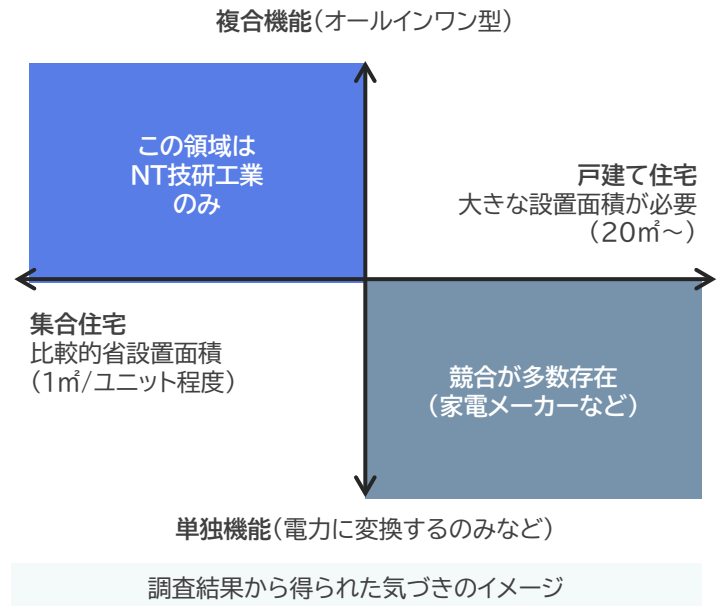 複合機能(オールインワン型)
この領域は
NT技研工業
のみ
戸建て住宅
大きな設置面積が必要
(20㎡～)
集合住宅
比較的省設置面積
(1㎡/ユニット程度)
競合が多数存在
(家電メーカーなど)
単独機能(電力に変換するのみなど)
調査結果から得られた気づきのイメージ